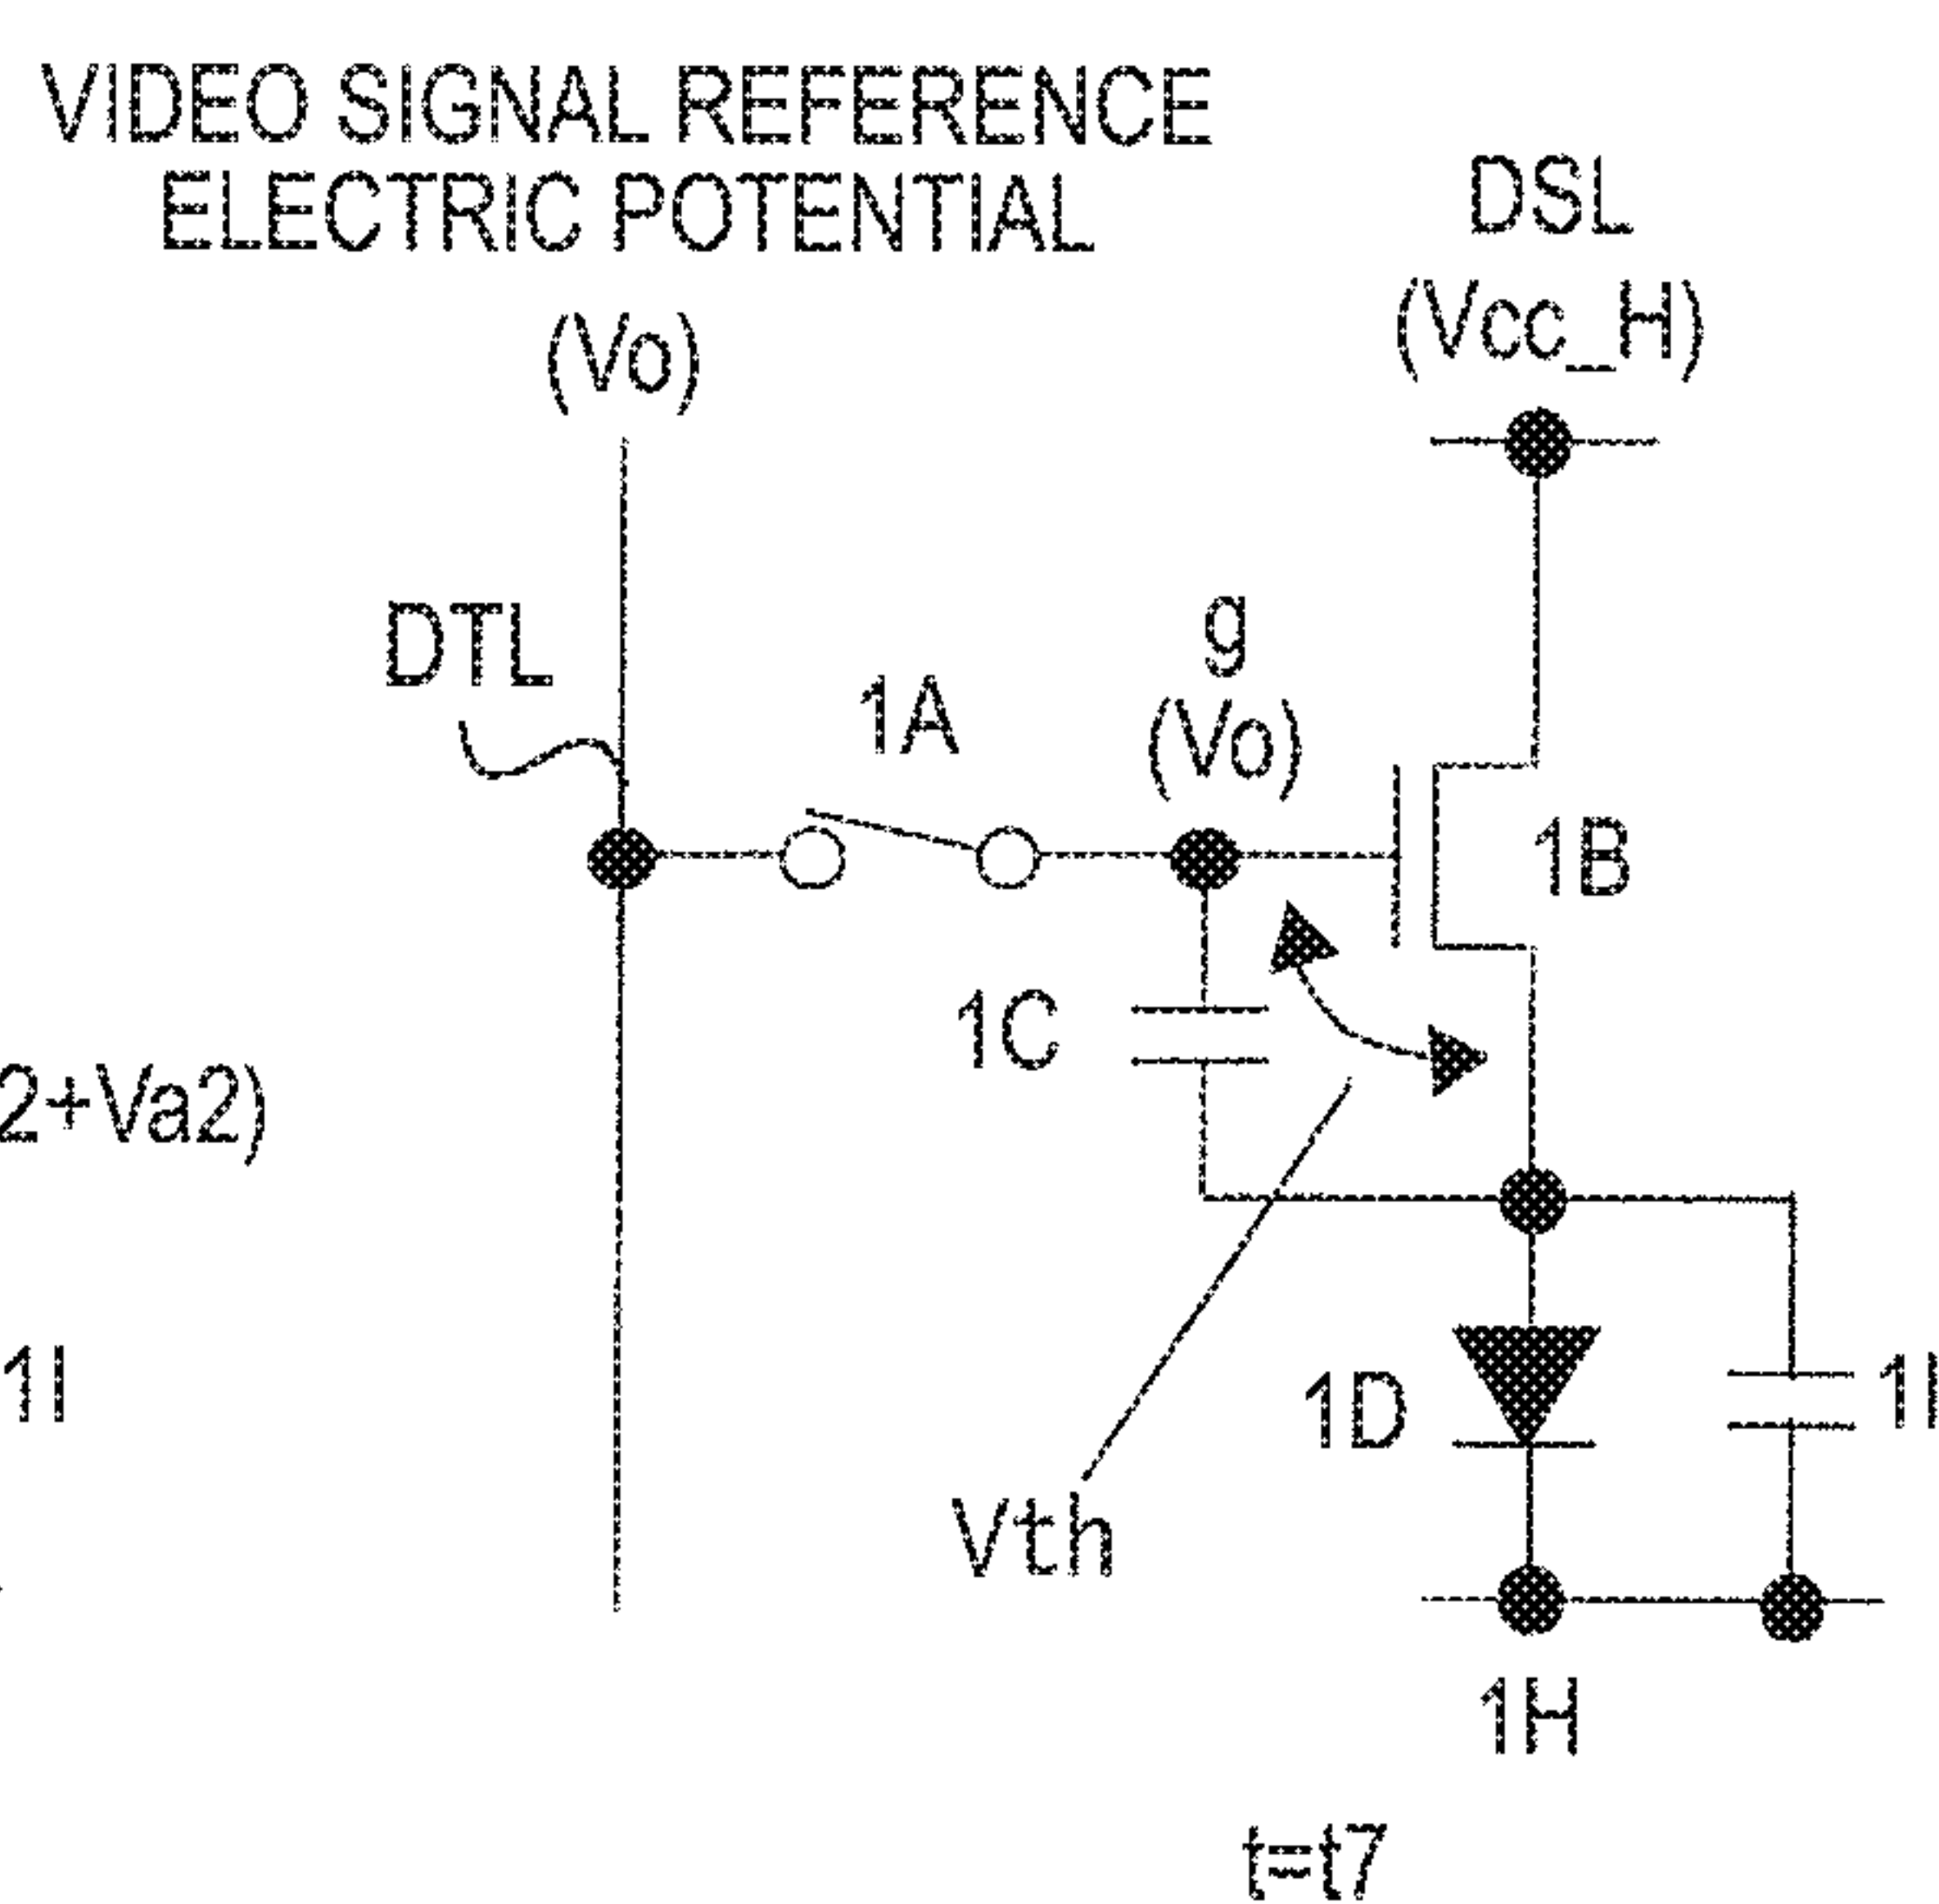 VIDEO SIGNAL REFERENCE
ELECTRIC POTENTIAL
(Vo)
DSL
(Vcc_H)
DTL
1A
g
(Vo)
1B
1C
2+Va2)
1I
1D
1I
Vth
1H
t=t7